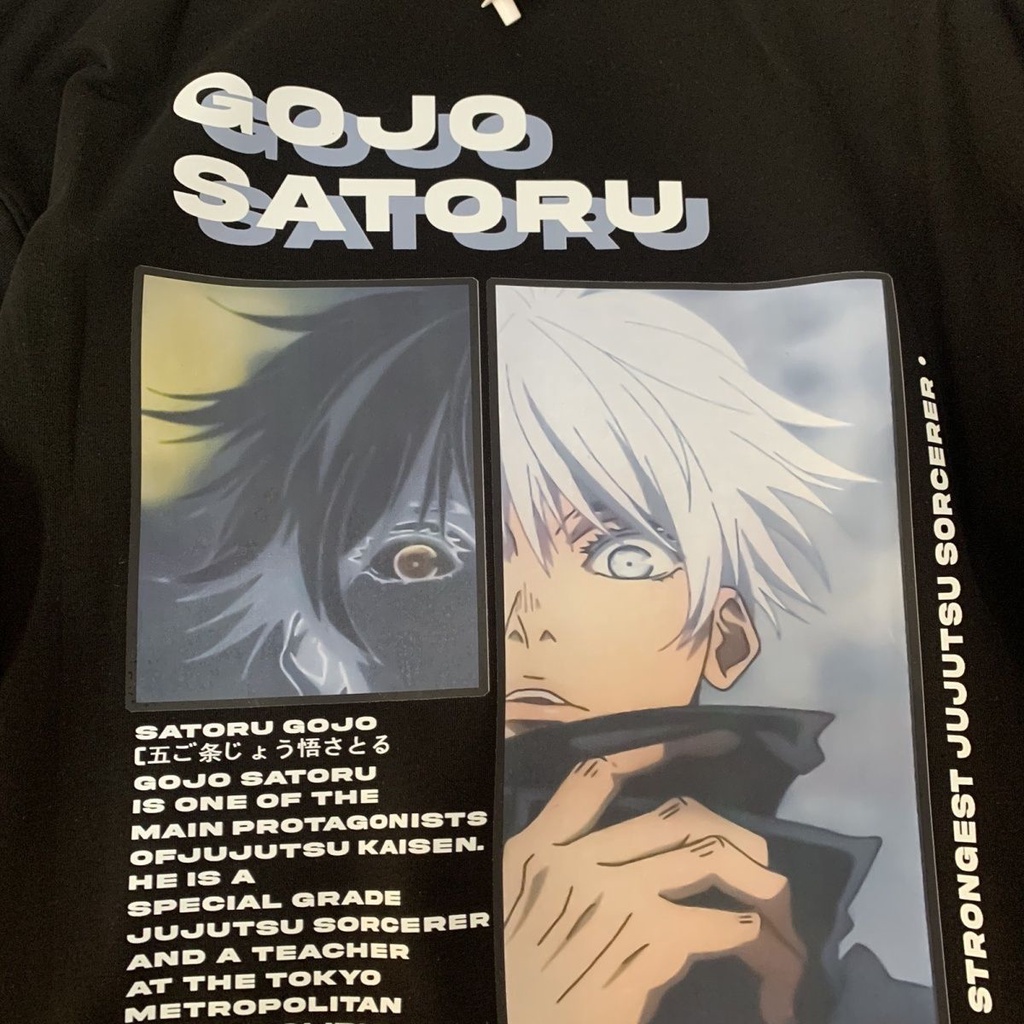 GOJO
SATORU
SATORU GOJO
[五ご条じょう悟さとる
GOJO SATORU
IS ONE OF THE
MAIN PROTAGONISTS
OFJUJUTSU KAISEN.
HE IS A
SPECIAL GRADE
JUJUTSU SORCERER
AND A TEACHER
AT THE TOKYO
METROPOLITAN
STRONGEST JUJUTSU SORCERER '